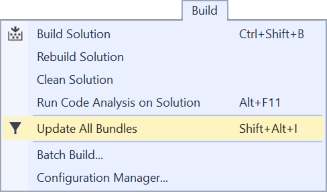 Build
Build Solution Ctrl+Shift+B
Rebuild Solution
Clean Solution
Run Code Analysis on Solution Alt+F11
Update All Bundles Shift+Alt+I
Batch Build...
Configuration Manager...